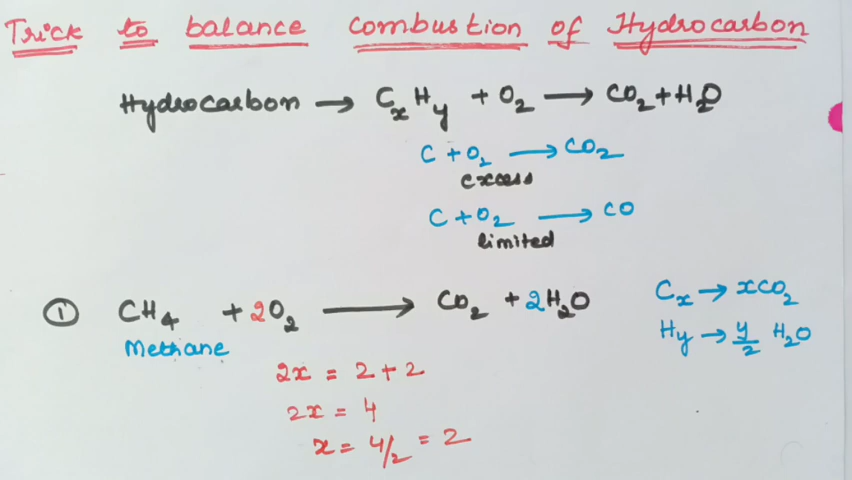 Trick to balance combustion of Hydrocarbon
Hydrocarbon → CxHy + O2 → CO2 + H2O
C + O2 → CO2
excess
C + O2 → CO
limited
① CH4 + 2O2 → CO2 + 2H2O
Methane
Cx → xCO2
Hy → y/2 H2O
2x = 2 + 2
2x = 4
x = 4/2 = 2